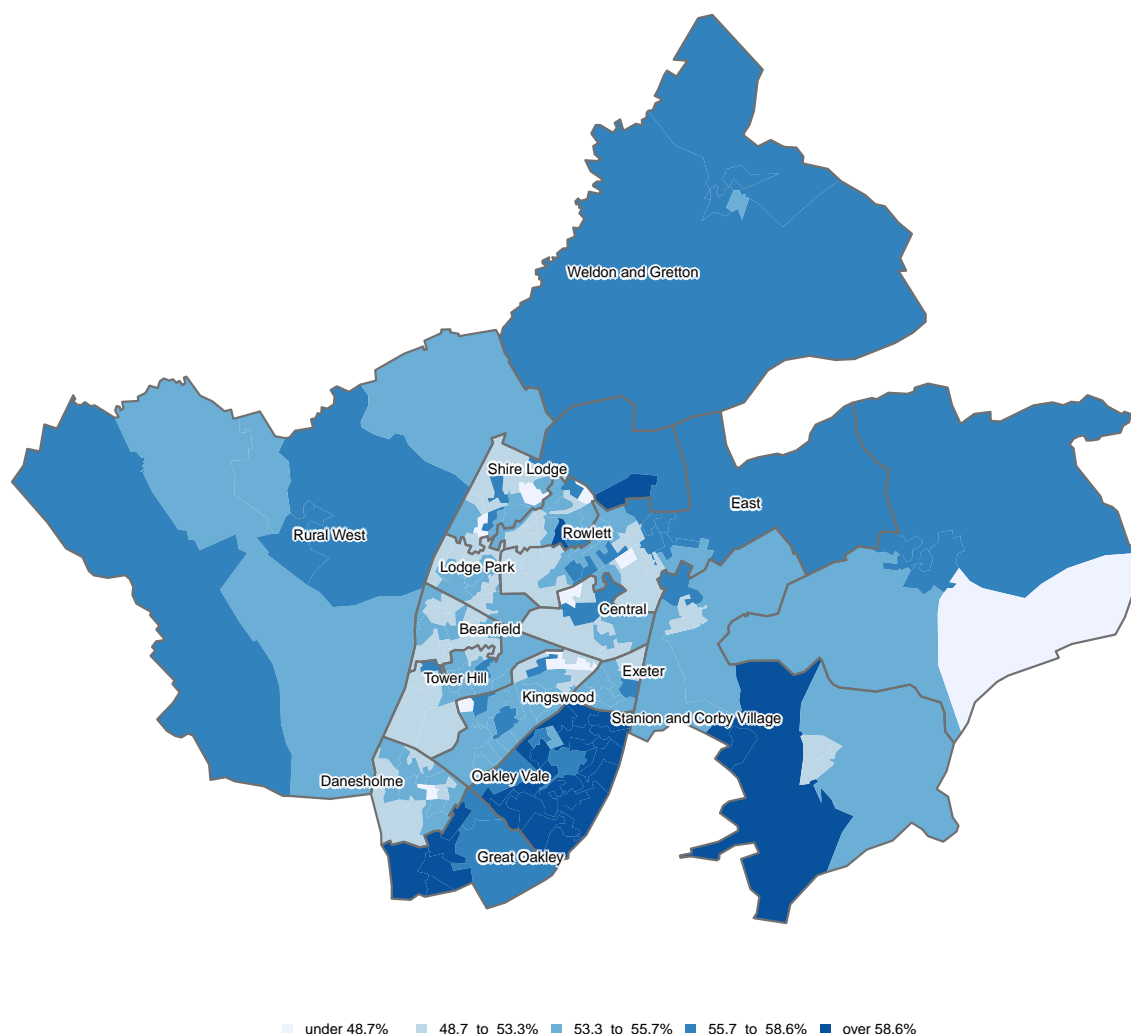 Weldon and Gretton
Shire Lodge
East
Rural West
Rowlett
Lodge Park
Central
Beanfield
Exeter
Tower Hill
Kingswood
Stanion and Corby Village
Oakley Vale
Danesholme
Great Oakley
under 48.7% 48.7 to 53.3% 53.3 to 55.7% 55.7 to 58.6% over 58.6%